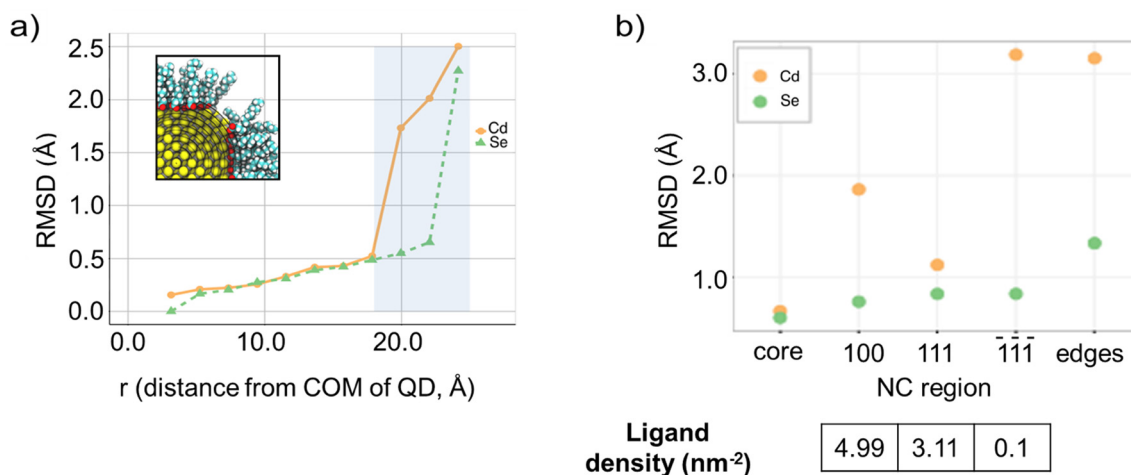 a)
2.5
2.0
1.5
1.0
0.5
0.0
RMSD (Å)
Cd
Se
0.0 10.0 20.0
r (distance from COM of QD, Å)
b)
3.0
2.0
1.0
RMSD (Å)
Cd
Se
core 100 111 1̅1̅1̅ edges
NC region
Ligand
density (nm⁻²)
4.99 3.11 0.1